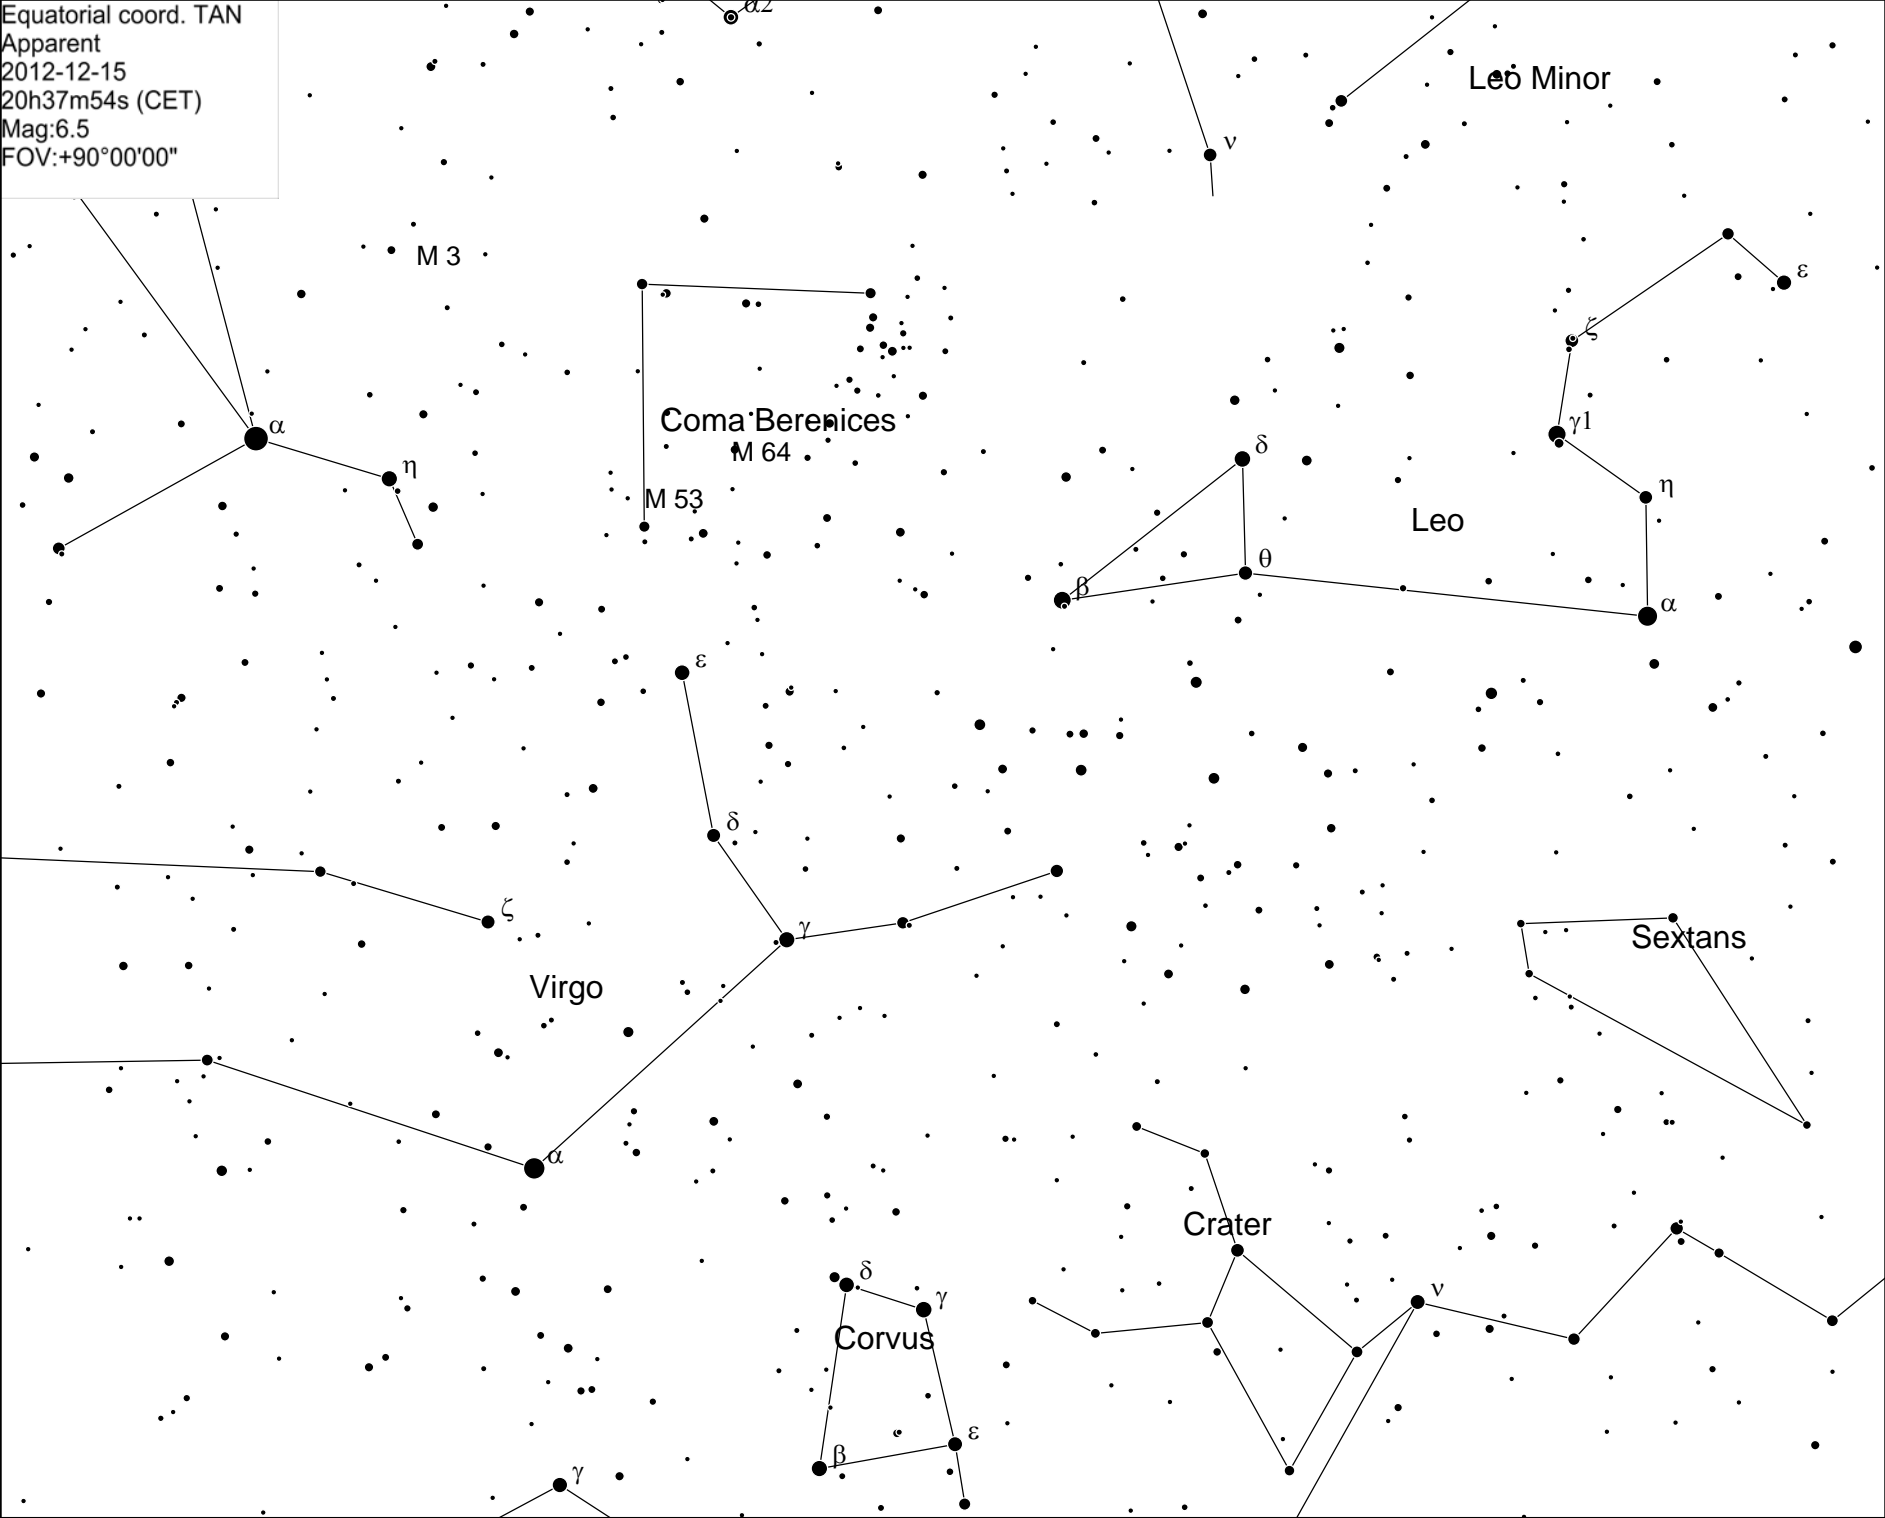 Equatorial coord. TAN
Apparent
2012-12-15
20h37m54s (CET)
Mag:6.5
FOV:+90°00'00"
α2
Leo Minor
ν
M 3
ε
ζ
Coma Berenices
γ1
α
M 64
δ
η
η
M 53
Leo
θ
β
α
ε
δ
ζ
γ
Sextans
Virgo
α
Crater
δ
ν
γ
Corvus
ε
β
γ